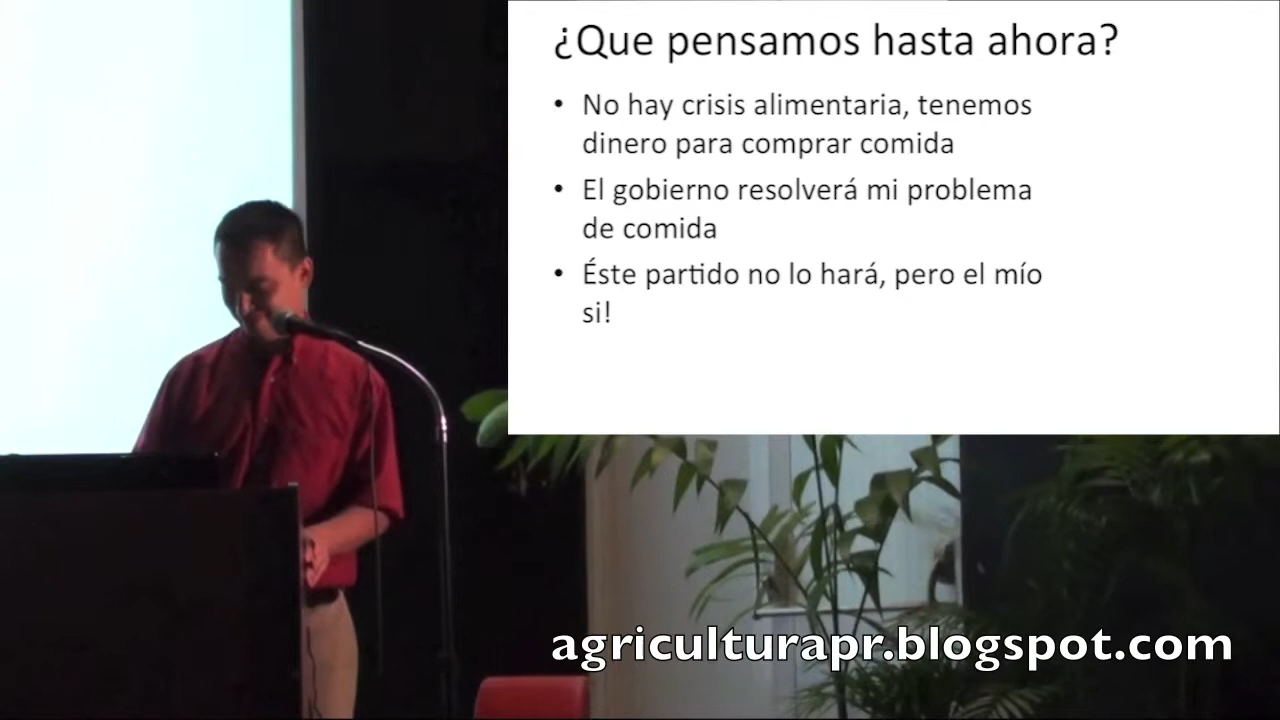 ¿Que pensamos hasta ahora?
• No hay crisis alimentaria, tenemos
dinero para comprar comida
• El gobierno resolverá mi problema
de comida
• Éste partido no lo hará, pero el mío
si!
agriculturapr.blogspot.com